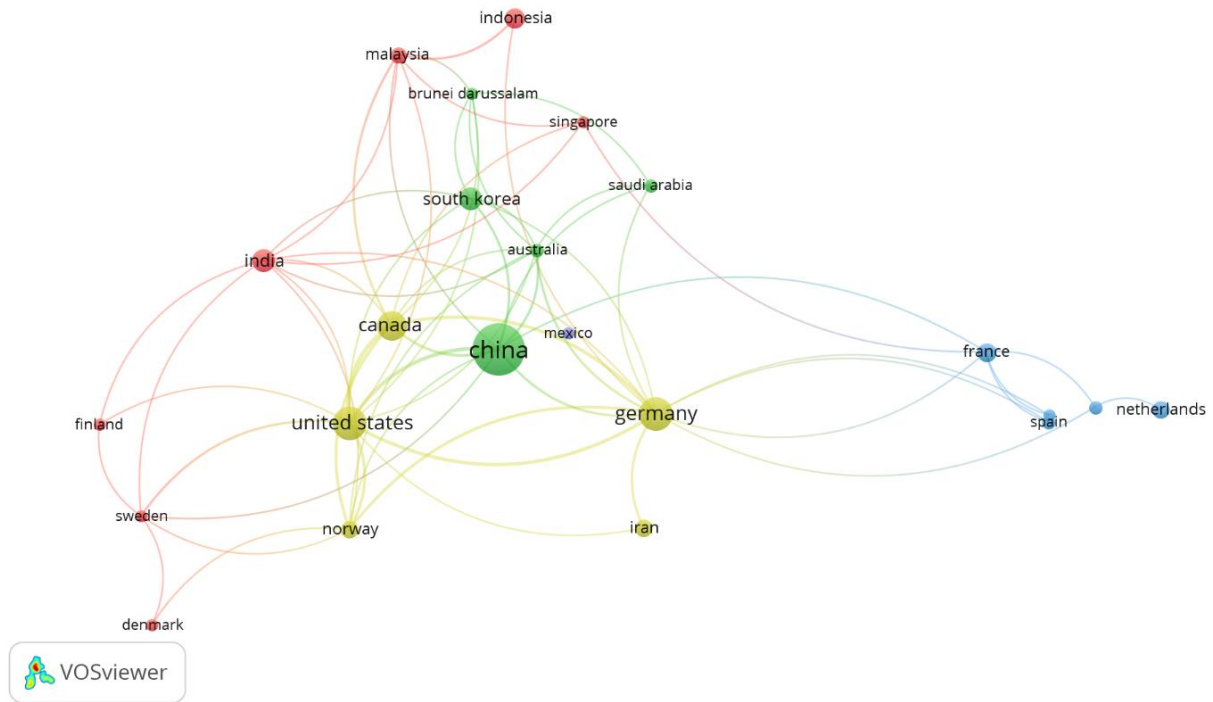 indonesia
malaysia
brunei darussalam
singapore
saudi arabia
south korea
australia
india
canada
mexico
china
france
netherlands
germany
spain
united states
finland
sweden
norway
iran
denmark
VOSviewer